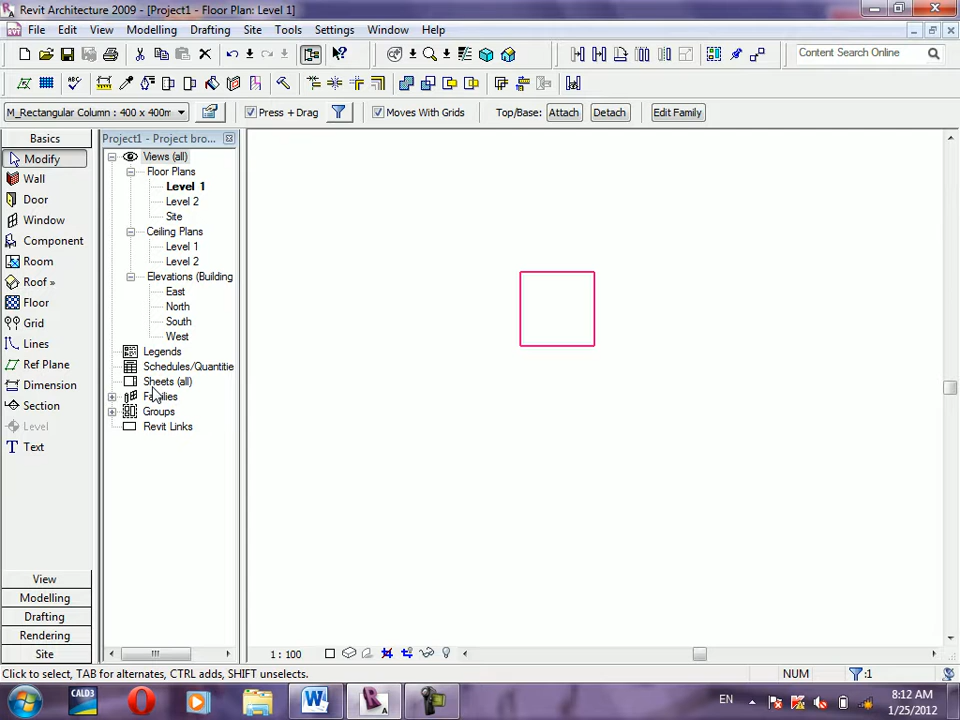 Revit Architecture 2009 - [Project1 - Floor Plan: Level 1]
File Edit View Modelling Drafting Site Tools Settings Window Help
Content Search Online
M_Rectangular Column : 400 x 400m Press + Drag Moves With Grids Top/Base: Attach Detach Edit Family
Basics
Modify
Wall
Door
Window
Component
Room
Roof »
Floor
Grid
Lines
Ref Plane
Dimension
Section
Level
Text
View
Modelling
Drafting
Rendering
Site
Project1 - Project bro...
Views (all)
Floor Plans
Level 1
Level 2
Site
Ceiling Plans
Level 1
Level 2
Elevations (Building
East
North
South
West
Legends
Schedules/Quantitie
Sheets (all)
Families
Groups
Revit Links
1 : 100
Click to select, TAB for alternates, CTRL adds, SHIFT unselects.
NUM
:1
CALD3
EN
8:12 AM
1/25/2012